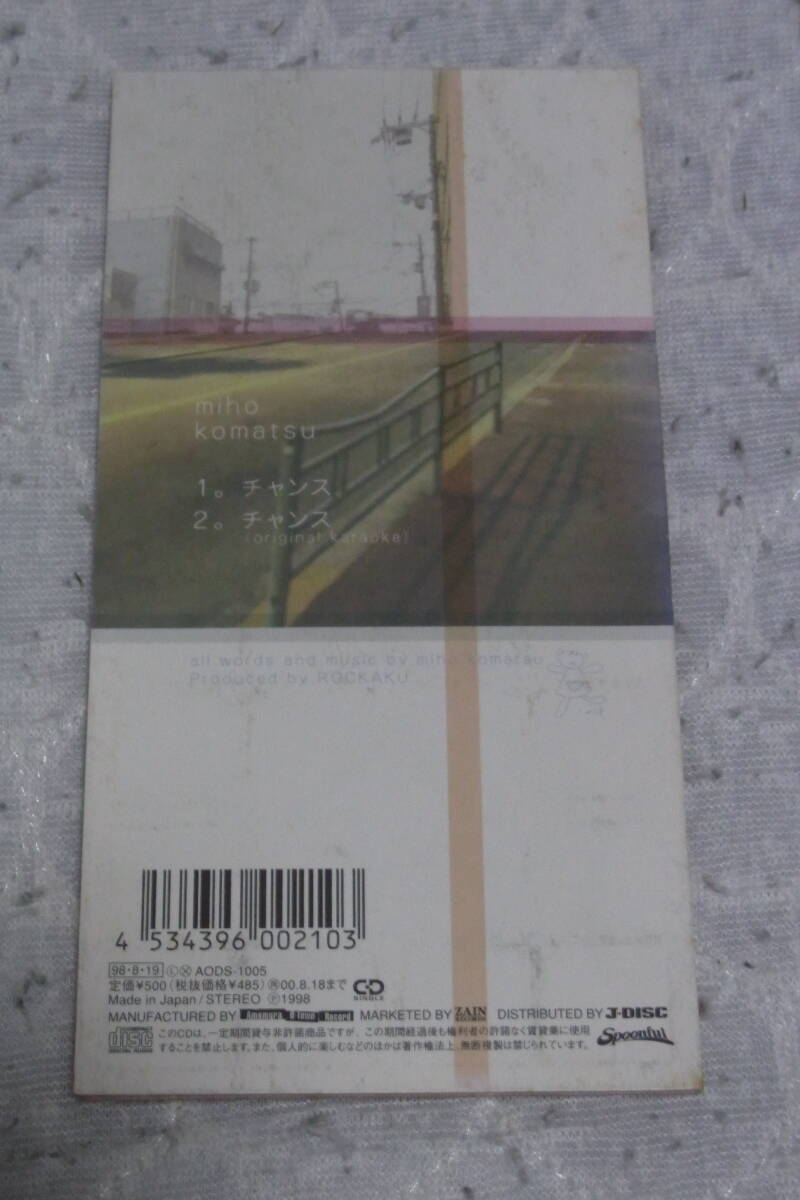 miho
komatsu
1。チャンス
2。チャンス
(original karaoke)
all words and music by miho komatsu
Produced by ROCKAKU
4 534396 002103
98・8・19 Ⓛ Ⓧ AODS-1005
定価¥500 (税抜価格¥485) 00.8.18まで
Made in Japan/STEREO Ⓟ 1998
CD SINGLE
MANUFACTURED BY Amemura O-Town Record MARKETED BY ZAIN DISTRIBUTED BY J-DISC
disc
このCDは、一定期間貸与非許諾商品ですが、この期間経過後も権利者の許諾なく賃貸業に使用
することを禁止します。また、個人的に楽しむなどのほかは著作権法上、無断複製は禁じられています。
Spoonful